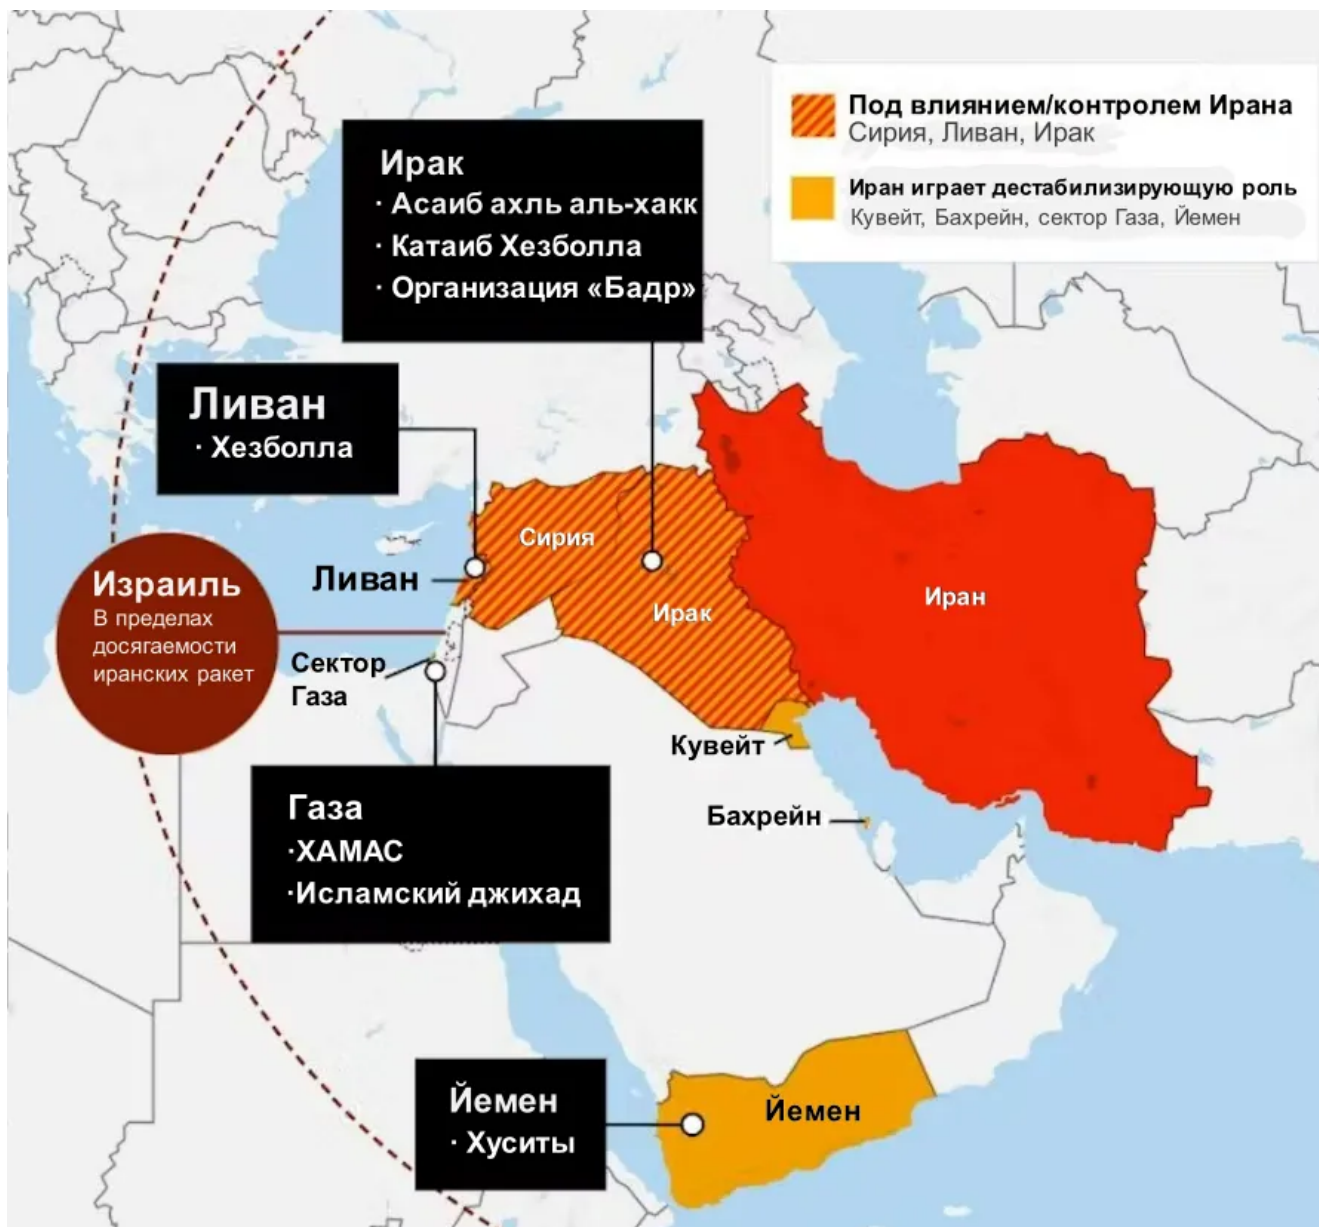 Под влиянием/контролем Ирана
Сирия, Ливан, Ирак
Иран играет дестабилизирующую роль
Кувейт, Бахрейн, сектор Газа, Йемен
Ирак
· Асаиб ахль аль-хакк
· Катаиб Хезболла
· Организация «Бадр»
Ливан
· Хезболла
Сирия
Ливан
Израиль
В пределах
досягаемости
иранских ракет
Ирак
Иран
Сектор
Газа
Кувейт
Бахрейн
Газа
·ХАМАС
·Исламский джихад
Йемен
· Хуситы
Йемен